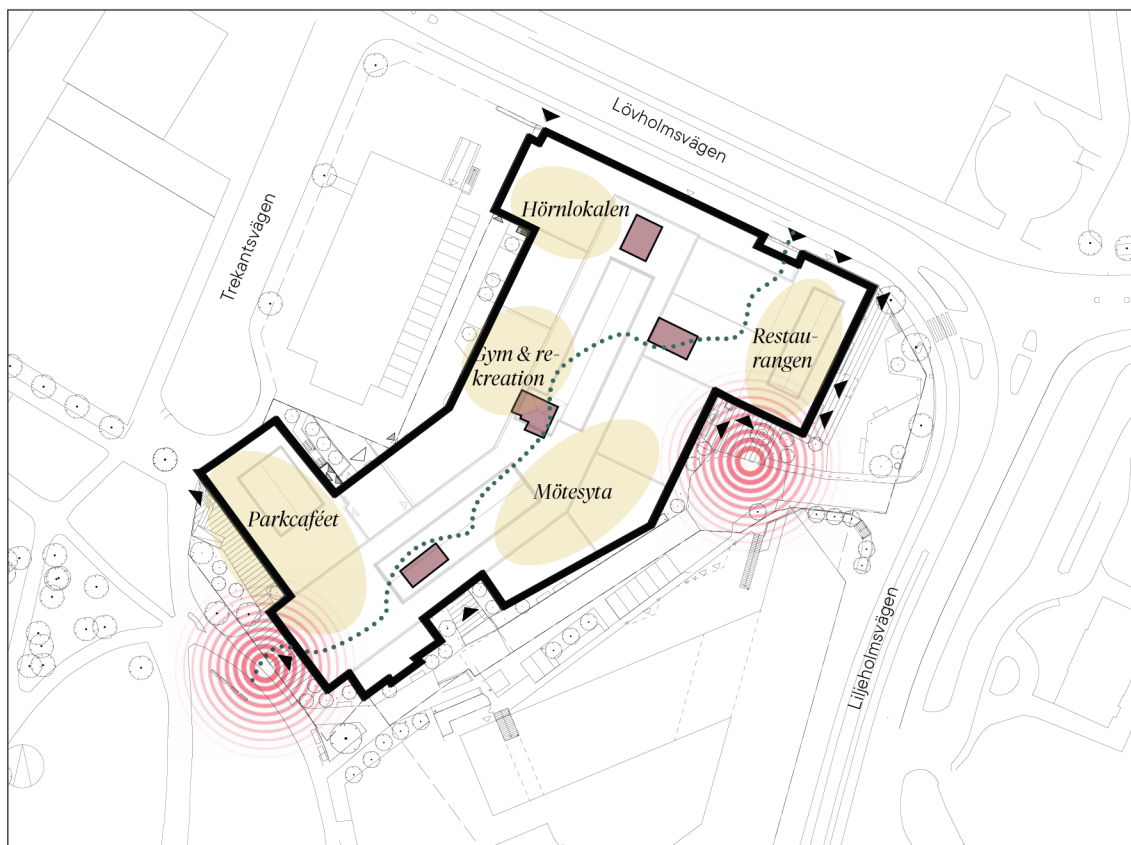 Lövholmsvägen
Trekantsvägen
Hörnlokalen
Gym & re-
kreation
Restau-
rangen
Mötesyta
Parkcaféet
Liljeholmsvägen